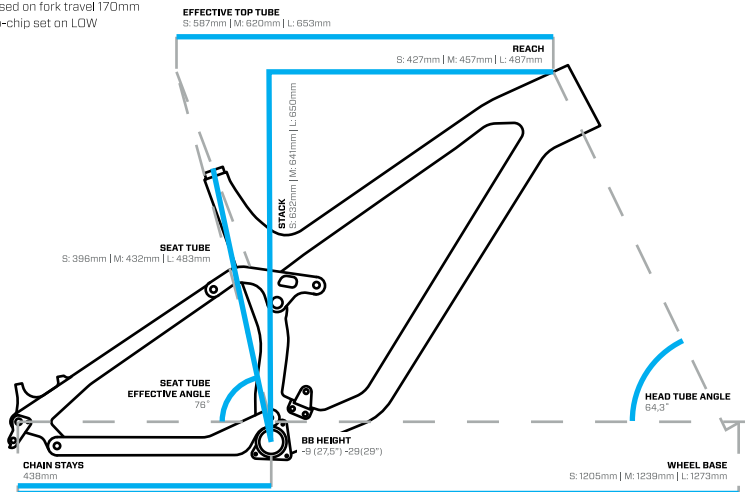 sed on fork travel 170mm
-chip set on LOW
EFFECTIVE TOP TUBE
S: 587mm | M: 620mm | L: 653mm
REACH
S: 427mm | M: 457mm | L: 487mm
STACK
S: 632mm | M: 641mm | L: 650mm
SEAT TUBE
S: 396mm | M: 432mm | L: 483mm
SEAT TUBE
EFFECTIVE ANGLE
76°
HEAD TUBE ANGLE
64,3°
BB HEIGHT
-9 (27,5") -29(29")
CHAIN STAYS
438mm
WHEEL BASE
S: 1205mm | M: 1239mm | L: 1273mm